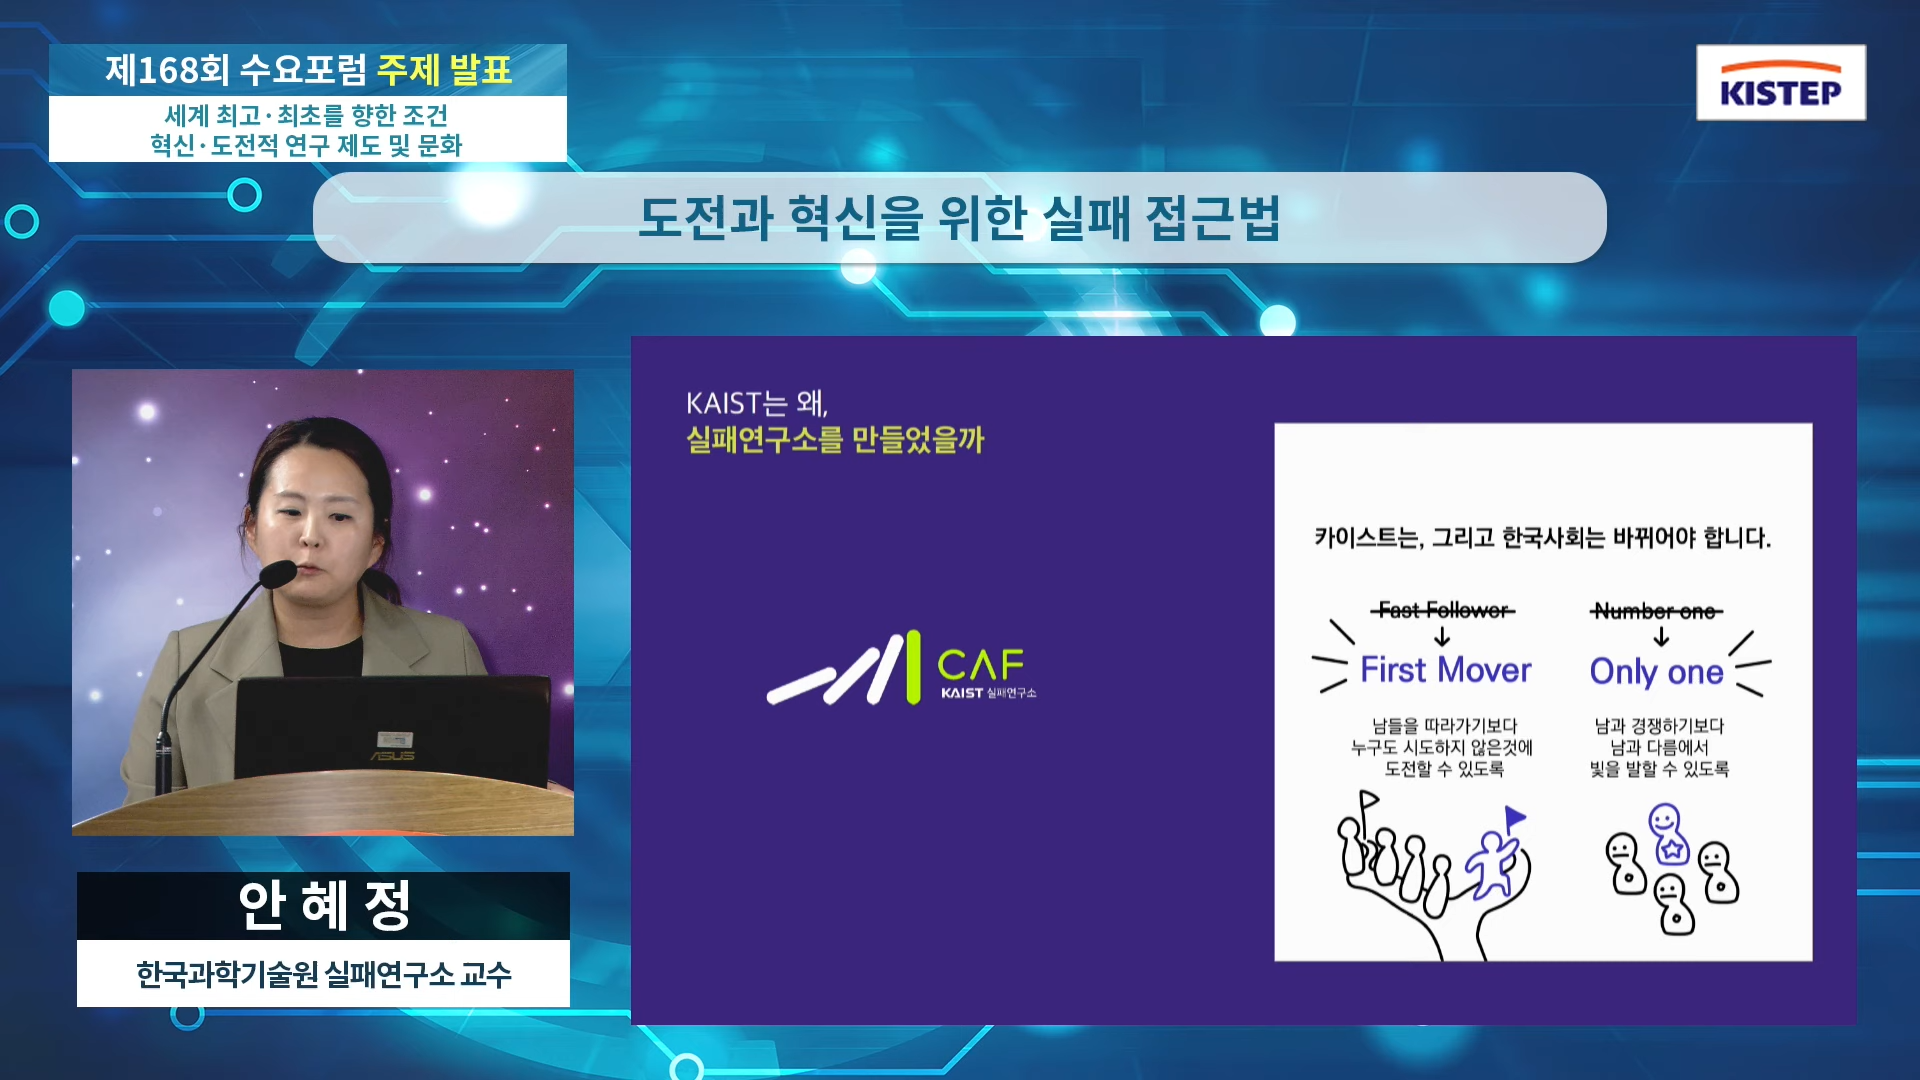 제168회 수요포럼 주제 발표
세계 최고·최초를 향한 조건
혁신·도전적 연구 제도 및 문화
KISTEP
도전과 혁신을 위한 실패 접근법
KAIST는 왜,
실패연구소를 만들었을까
CAF
KAIST 실패연구소
카이스트는, 그리고 한국사회는 바뀌어야 합니다.
Fast Follower
Number one
First Mover
Only one
남들을 따라가기보다
누구도 시도하지 않은것에
도전할 수 있도록
남과 경쟁하기보다
남과 다름에서
빛을 발할 수 있도록
ASUS
안혜정
한국과학기술원 실패연구소 교수